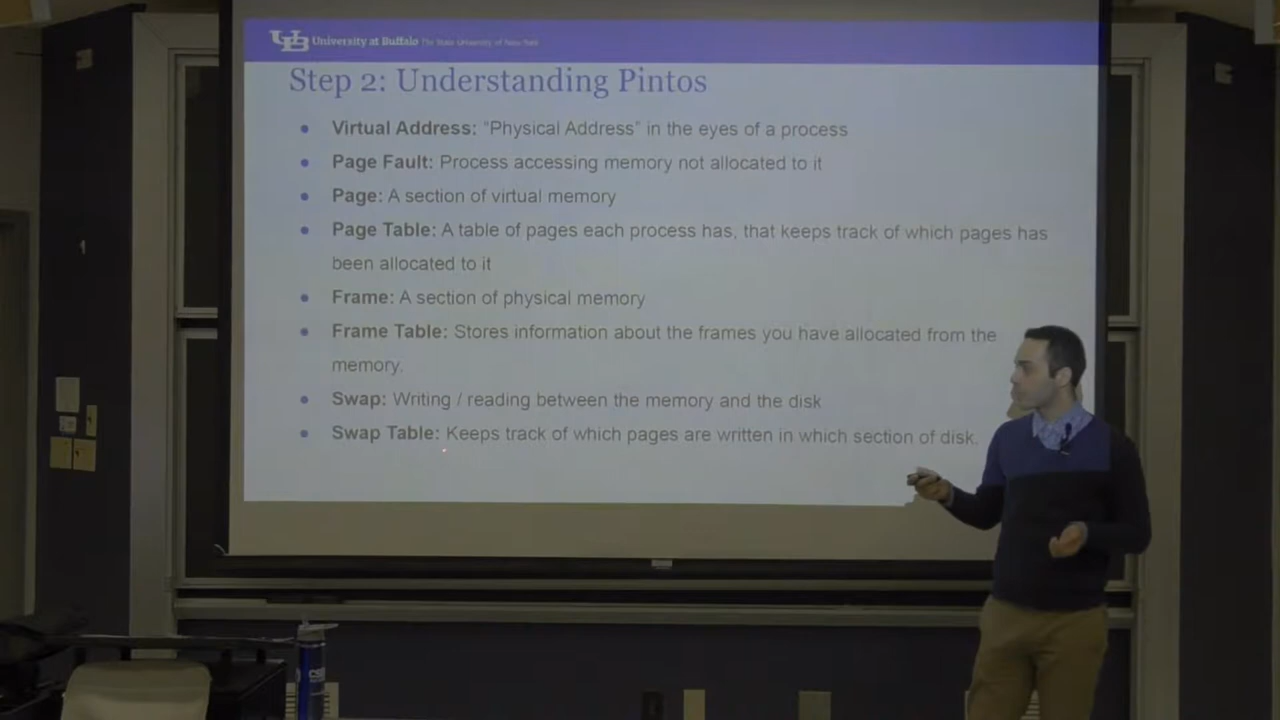 UB University at Buffalo The State University of New York
Step 2: Understanding Pintos
• Virtual Address: "Physical Address" in the eyes of a process
• Page Fault: Process accessing memory not allocated to it
• Page: A section of virtual memory
• Page Table: A table of pages each process has, that keeps track of which pages has
been allocated to it
• Frame: A section of physical memory
• Frame Table: Stores information about the frames you have allocated from the
memory.
• Swap: Writing / reading between the memory and the disk
• Swap Table: Keeps track of which pages are written in which section of disk.